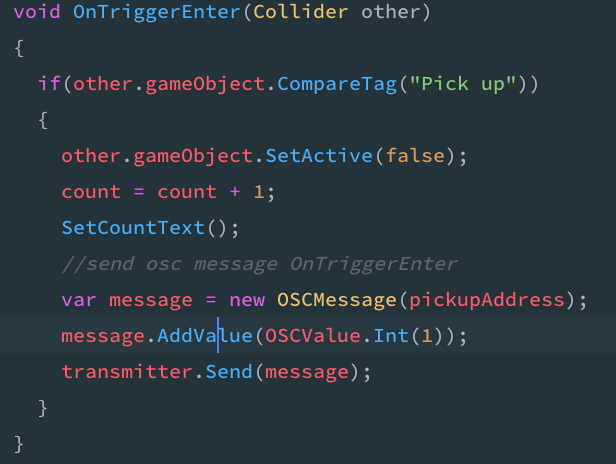 void OnTriggerEnter(Collider other)
{
if(other.gameObject.CompareTag("Pick up"))
{
other.gameObject.SetActive(false);
count = count + 1;
SetCountText();
//send osc message OnTriggerEnter
var message = new OSCMessage(pickupAddress);
message.AddValue(OSCValue.Int(1));
transmitter.Send(message);
}
}